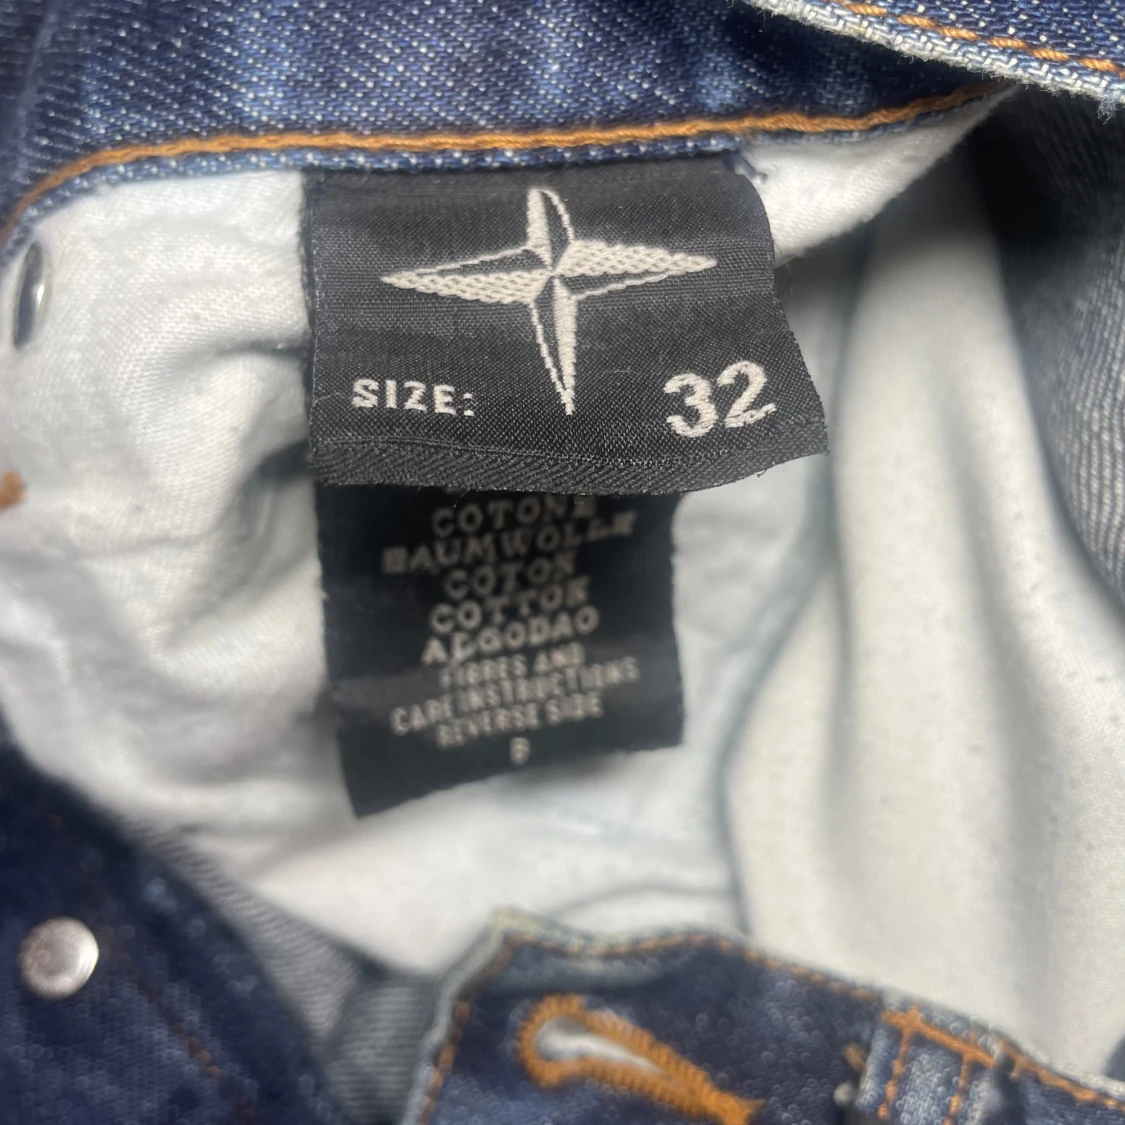 SIZE: 32
COTONE
BAUMWOLLE
COTON
COTTON
ALGODAO
FIBRES AND
CARE INSTRUCTIONS
REVERSE SIDE